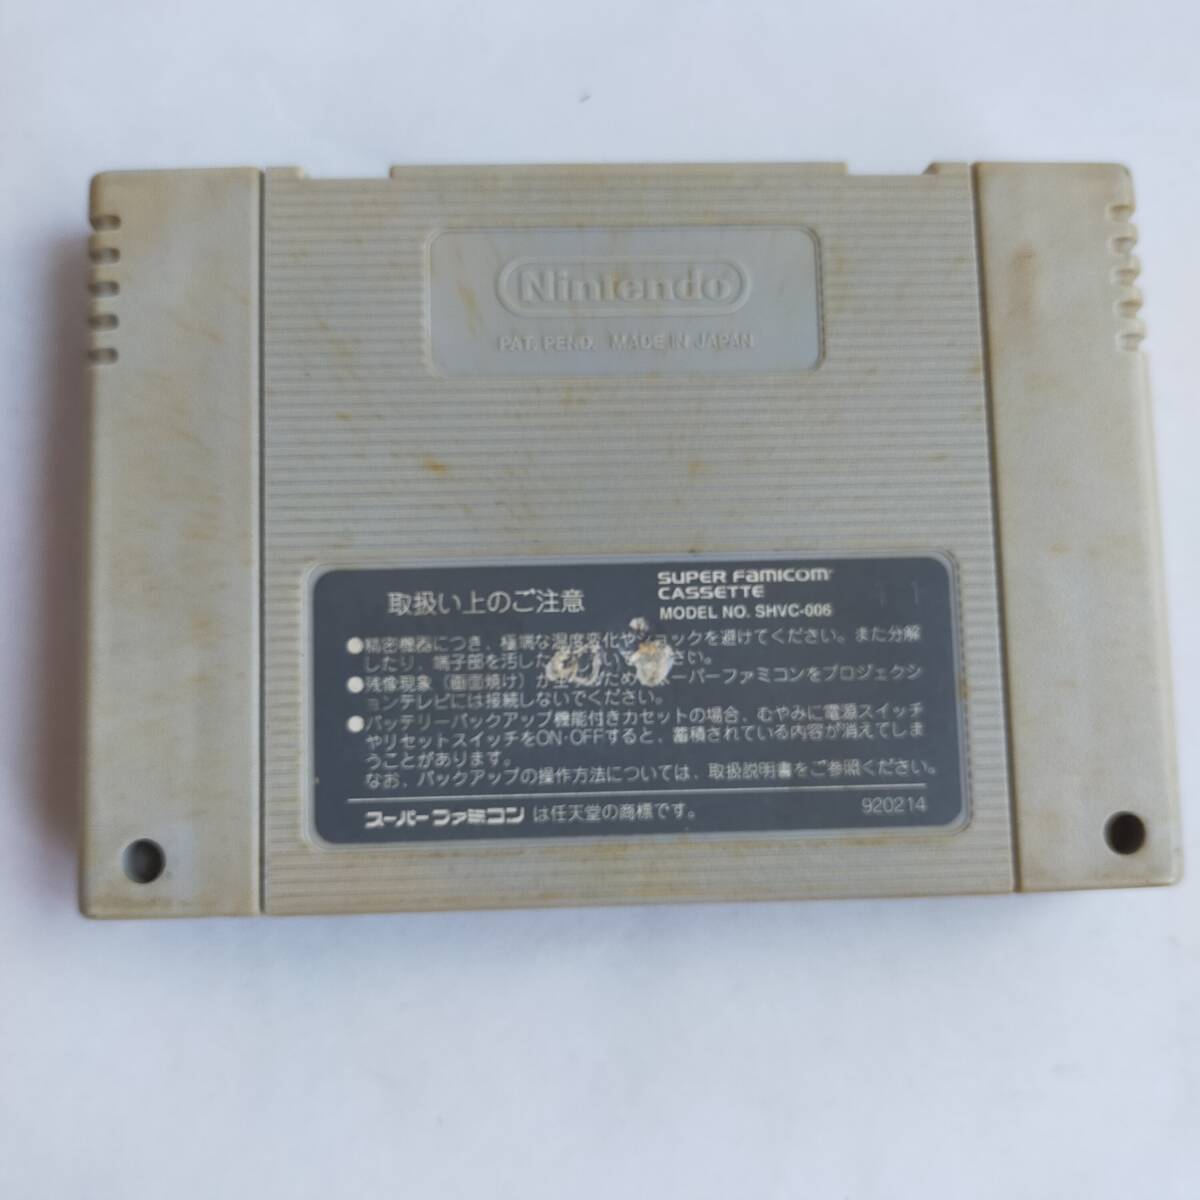 Nintendo
PAT. PEND. MADE IN JAPAN
取扱い上のご注意
SUPER FAMICOM
CASSETTE
MODEL NO. SHVC-006
●精密機器につき、極端な温度変化やショックを避けてください。また分解
したり、端子部を汚した さい。
●残像現象（画面焼け）が ため スーパーファミコンをプロジェクシ
ョンテレビには接続しないでください。
●バッテリーバックアップ機能付きカセットの場合、むやみに電源スイッチ
やリセットスイッチをON・OFFすると、蓄積されている内容が消えてしま
うことがあります。
なお、バックアップの操作方法については、取扱説明書をご参照ください。
スーパーファミコン は任天堂の商標です。
920214